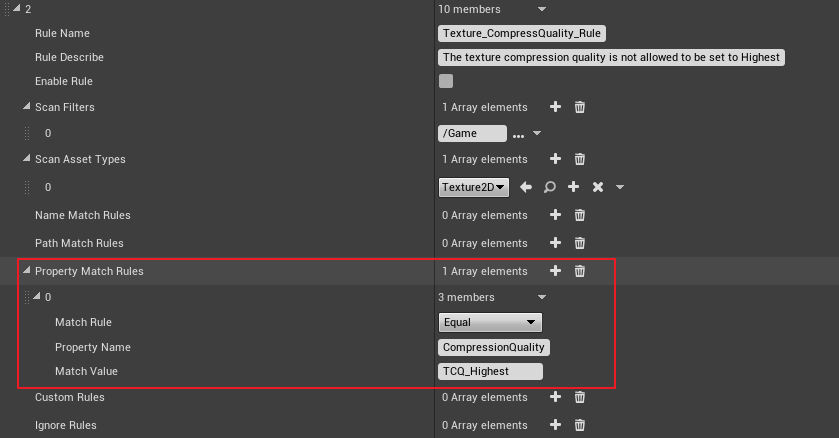 2 10 members
Rule Name Texture_CompressQuality_Rule
Rule Describe The texture compression quality is not allowed to be set to Highest
Enable Rule
Scan Filters 1 Array elements
0 /Game ...
Scan Asset Types 1 Array elements
0 Texture2D
Name Match Rules 0 Array elements
Path Match Rules 0 Array elements
Property Match Rules 1 Array elements
0 3 members
Match Rule Equal
Property Name CompressionQuality
Match Value TCQ_Highest
Custom Rules 0 Array elements
Ignore Rules 0 Array elements